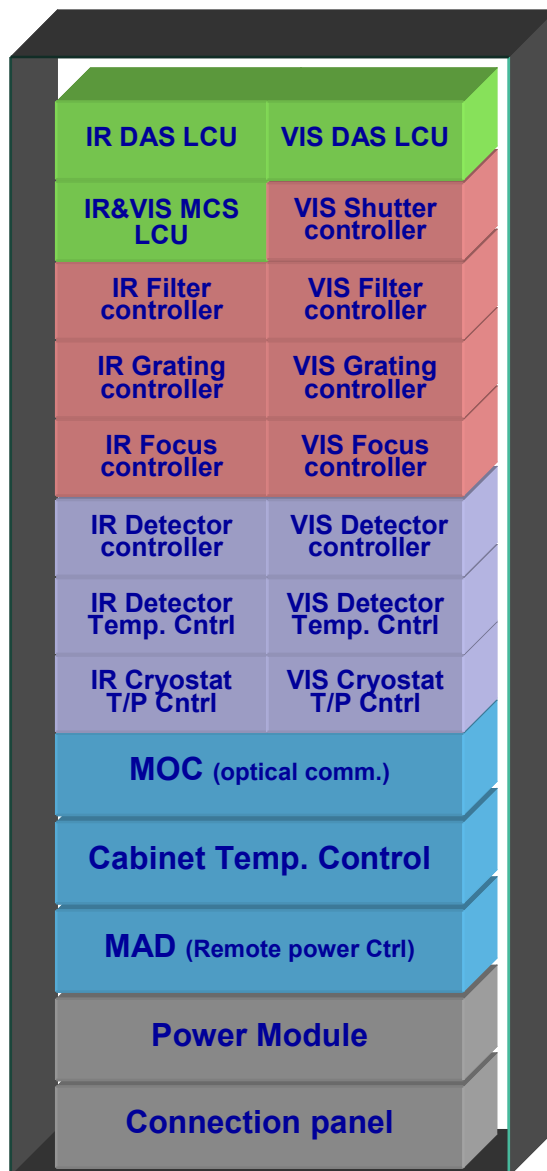 IR DAS LCU
VIS DAS LCU
IR&VIS MCS
LCU
VIS Shutter
controller
IR Filter
controller
VIS Filter
controller
IR Grating
controller
VIS Grating
controller
IR Focus
controller
VIS Focus
controller
IR Detector
controller
VIS Detector
controller
IR Detector
Temp. Cntrl
VIS Detector
Temp. Cntrl
IR Cryostat
T/P Cntrl
VIS Cryostat
T/P Cntrl
MOC (optical comm.)
Cabinet Temp. Control
MAD (Remote power Ctrl)
Power Module
Connection panel